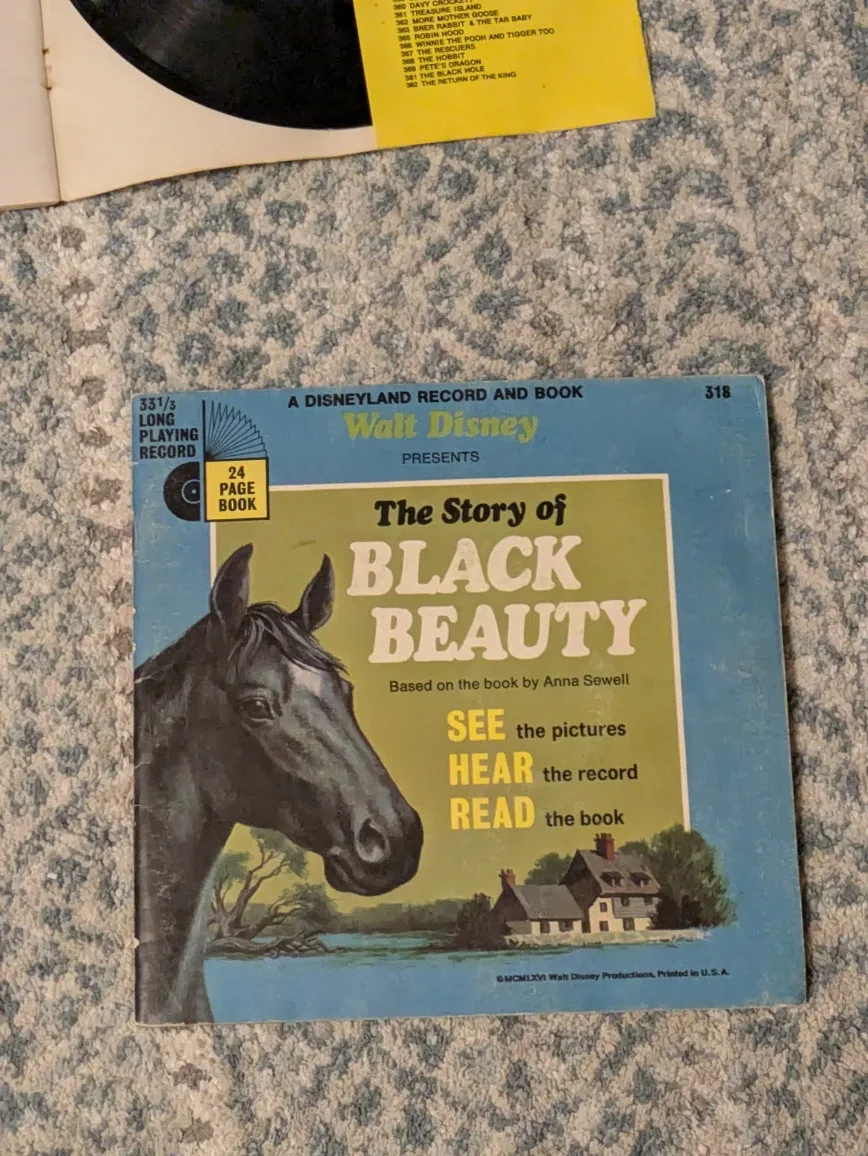 360 DAVY CROCKETT
361 TREASURE ISLAND
362 MORE MOTHER GOOSE
363 BRER RABBIT & THE TAR BABY
365 ROBIN HOOD
366 WINNIE THE POOH AND TIGGER TOO
367 THE RESCUERS
368 THE HOBBIT
369 PETE'S DRAGON
381 THE BLACK HOLE
382 THE RETURN OF THE KING
33 1/3
LONG
PLAYING
RECORD
24
PAGE
BOOK
A DISNEYLAND RECORD AND BOOK
318
Walt Disney
PRESENTS
The Story of
BLACK
BEAUTY
Based on the book by Anna Sewell
SEE the pictures
HEAR the record
READ the book
©MCMLXVI Walt Disney Productions, Printed in U.S.A.